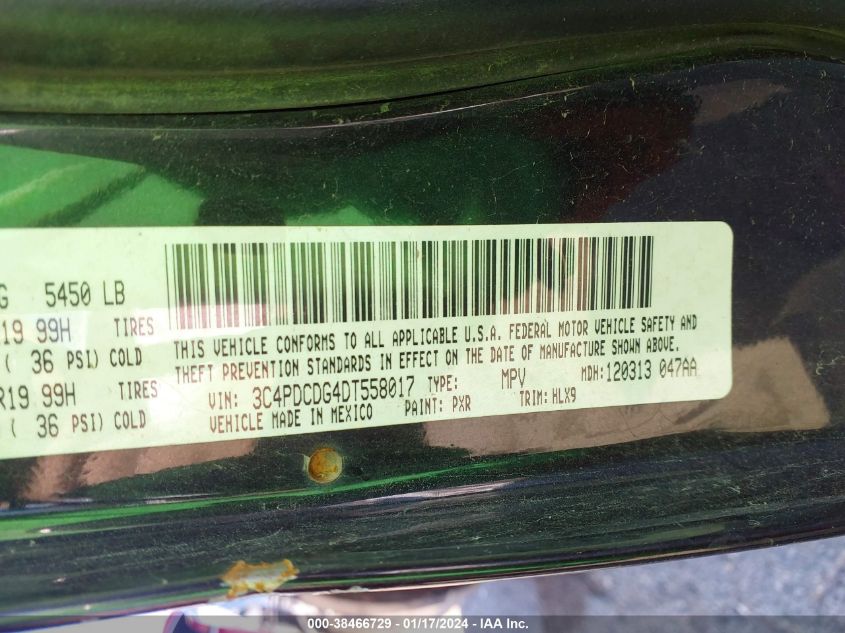 G 5450 LB
19 99H TIRES
( 36 PSI) COLD
R19 99H TIRES
( 36 PSI) COLD
THIS VEHICLE CONFORMS TO ALL APPLICABLE U.S.A. FEDERAL MOTOR VEHICLE SAFETY AND
THEFT PREVENTION STANDARDS IN EFFECT ON THE DATE OF MANUFACTURE SHOWN ABOVE.
VIN: 3C4PDCDG4DT558017 TYPE: MPV MDH: 120313 047AA
VEHICLE MADE IN MEXICO PAINT: PXR TRIM: HLX9
000-38466729 — 01/17/2024 — IAA Inc.